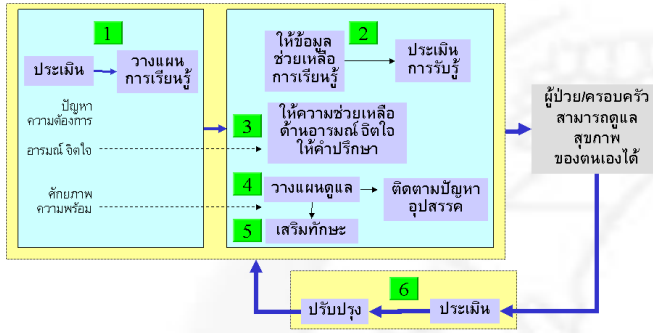 1
ประเมิน
วางแผน
การเรียนรู้
ปัญหา
ความต้องการ
อารมณ์ จิตใจ
ศักยภาพ
ความพร้อม
2
ให้ข้อมูล
ช่วยเหลือ
การเรียนรู้
ประเมิน
การรับรู้
3
ให้ความช่วยเหลือ
ด้านอารมณ์ จิตใจ
ให้คำปรึกษา
4
วางแผนดูแล
ติดตามปัญหา
อุปสรรค
5
เสริมทักษะ
ผู้ป่วย/ครอบครัว
สามารถดูแล
สุขภาพ
ของตนเองได้
6
ปรับปรุง
ประเมิน